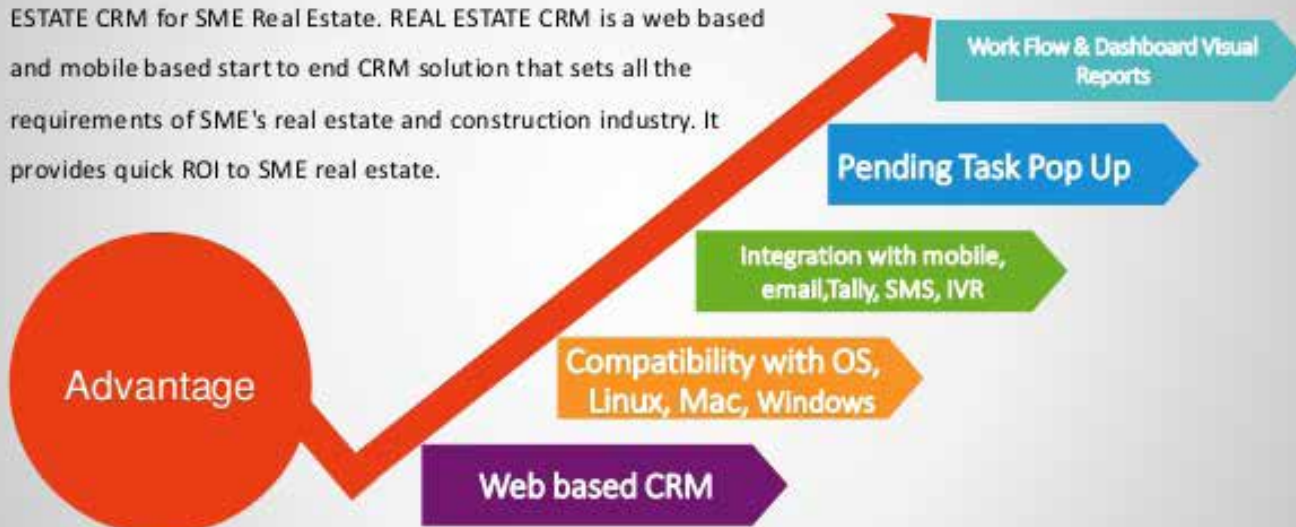 ESTATE CRM for SME Real Estate. REAL ESTATE CRM is a web based
and mobile based start to end CRM solution that sets all the
requirements of SME's real estate and construction industry. It
provides quick ROI to SME real estate.
Work Flow & Dashboard Visual
Reports
Pending Task Pop Up
Integration with mobile,
email,Tally, SMS, IVR
Compatibility with OS,
Linux, Mac, Windows
Advantage
Web based CRM